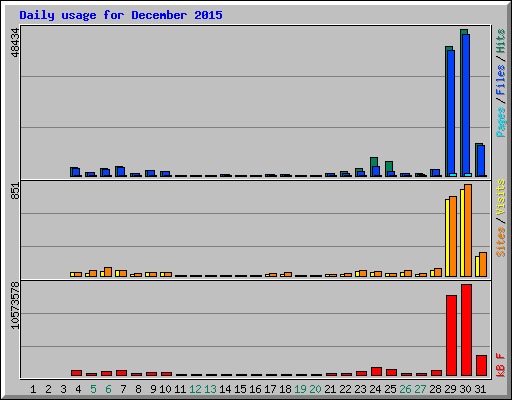 Daily usage for December 2015
48434
Pages / Files / Hits
851
Sites / Visits
10573578
kB F
1 2 3 4 5 6 7 8 9 10 11 12 13 14 15 16 17 18 19 20 21 22 23 24 25 26 27 28 29 30 31